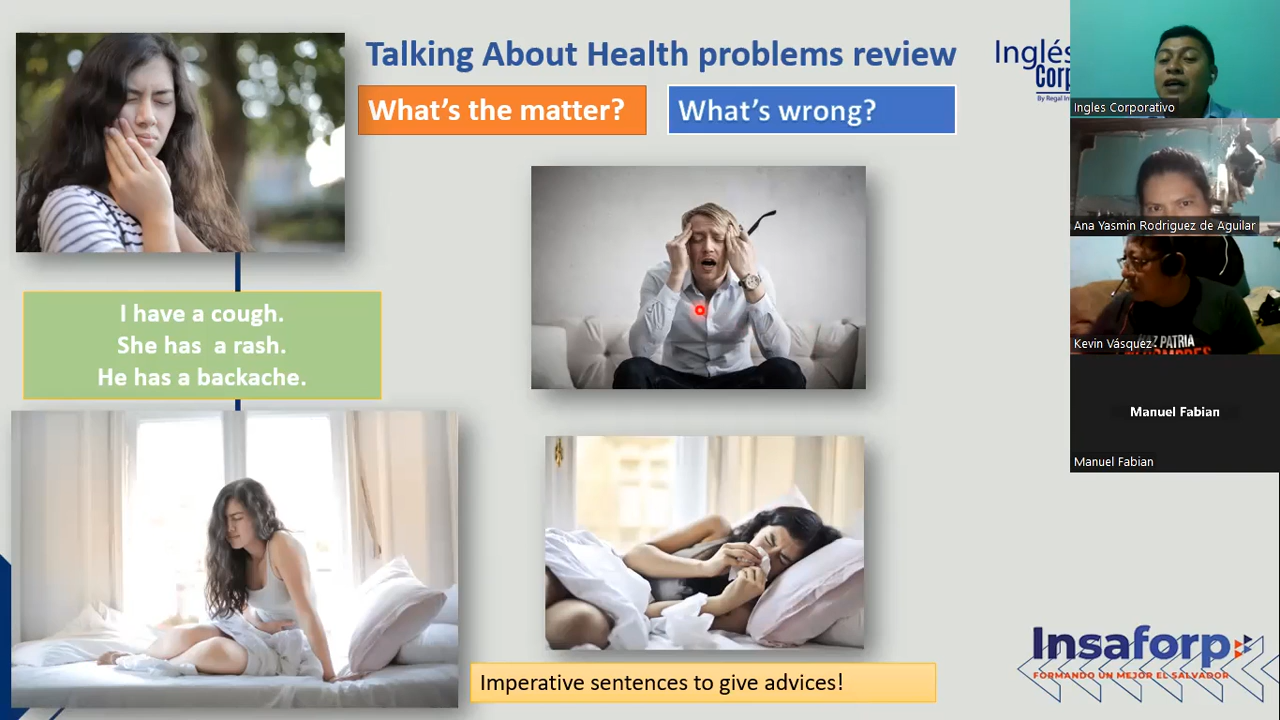 Talking About Health problems review
What's the matter?
What's wrong?
I have a cough.
She has a rash.
He has a backache.
Imperative sentences to give advices!
Inglés
Corp
Insaforp
FORMANDO UN MEJOR EL SALVADOR
Ingles Corporativo
Ana Yasmin Rodriguez de Aguilar
PATRIA
Kevin Vásquez
Manuel Fabian
Manuel Fabian